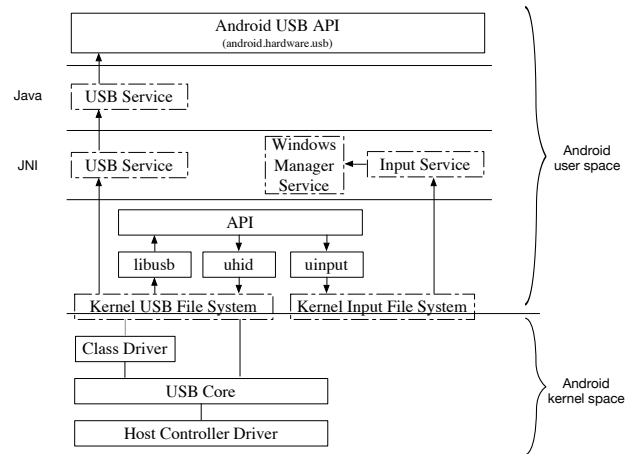 Android USB API
(android.hardware.usb)
Java
USB Service
JNI
USB Service
Windows
Manager
Service
Input Service
Android
user space
API
libusb
uhid
uinput
Kernel USB File System
Kernel Input File System
Class Driver
USB Core
Host Controller Driver
Android
kernel space